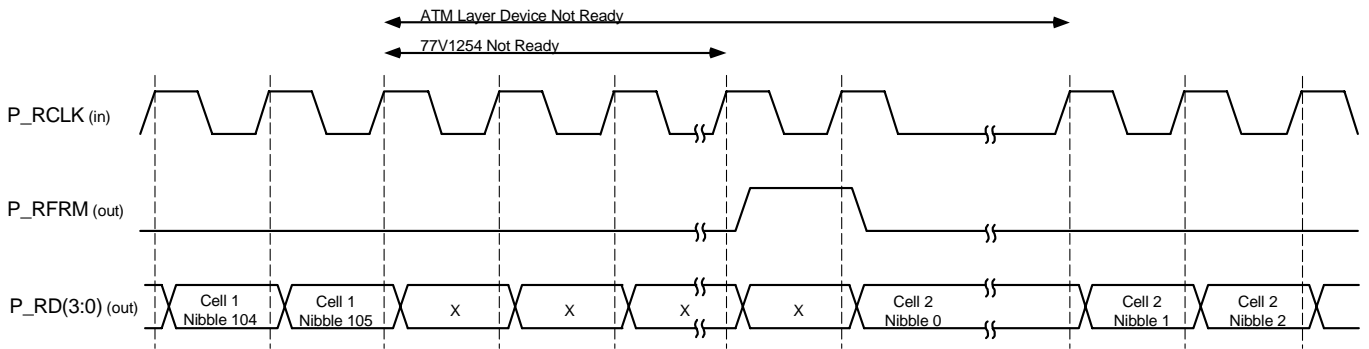 ATM Layer Device Not Ready
77V1254 Not Ready
P_RCLK (in)
P_RFRM (out)
P_RD(3:0) (out)
Cell 1
Nibble 104
Cell 1
Nibble 105
X
X
X
X
Cell 2
Nibble 0
Cell 2
Nibble 1
Cell 2
Nibble 2